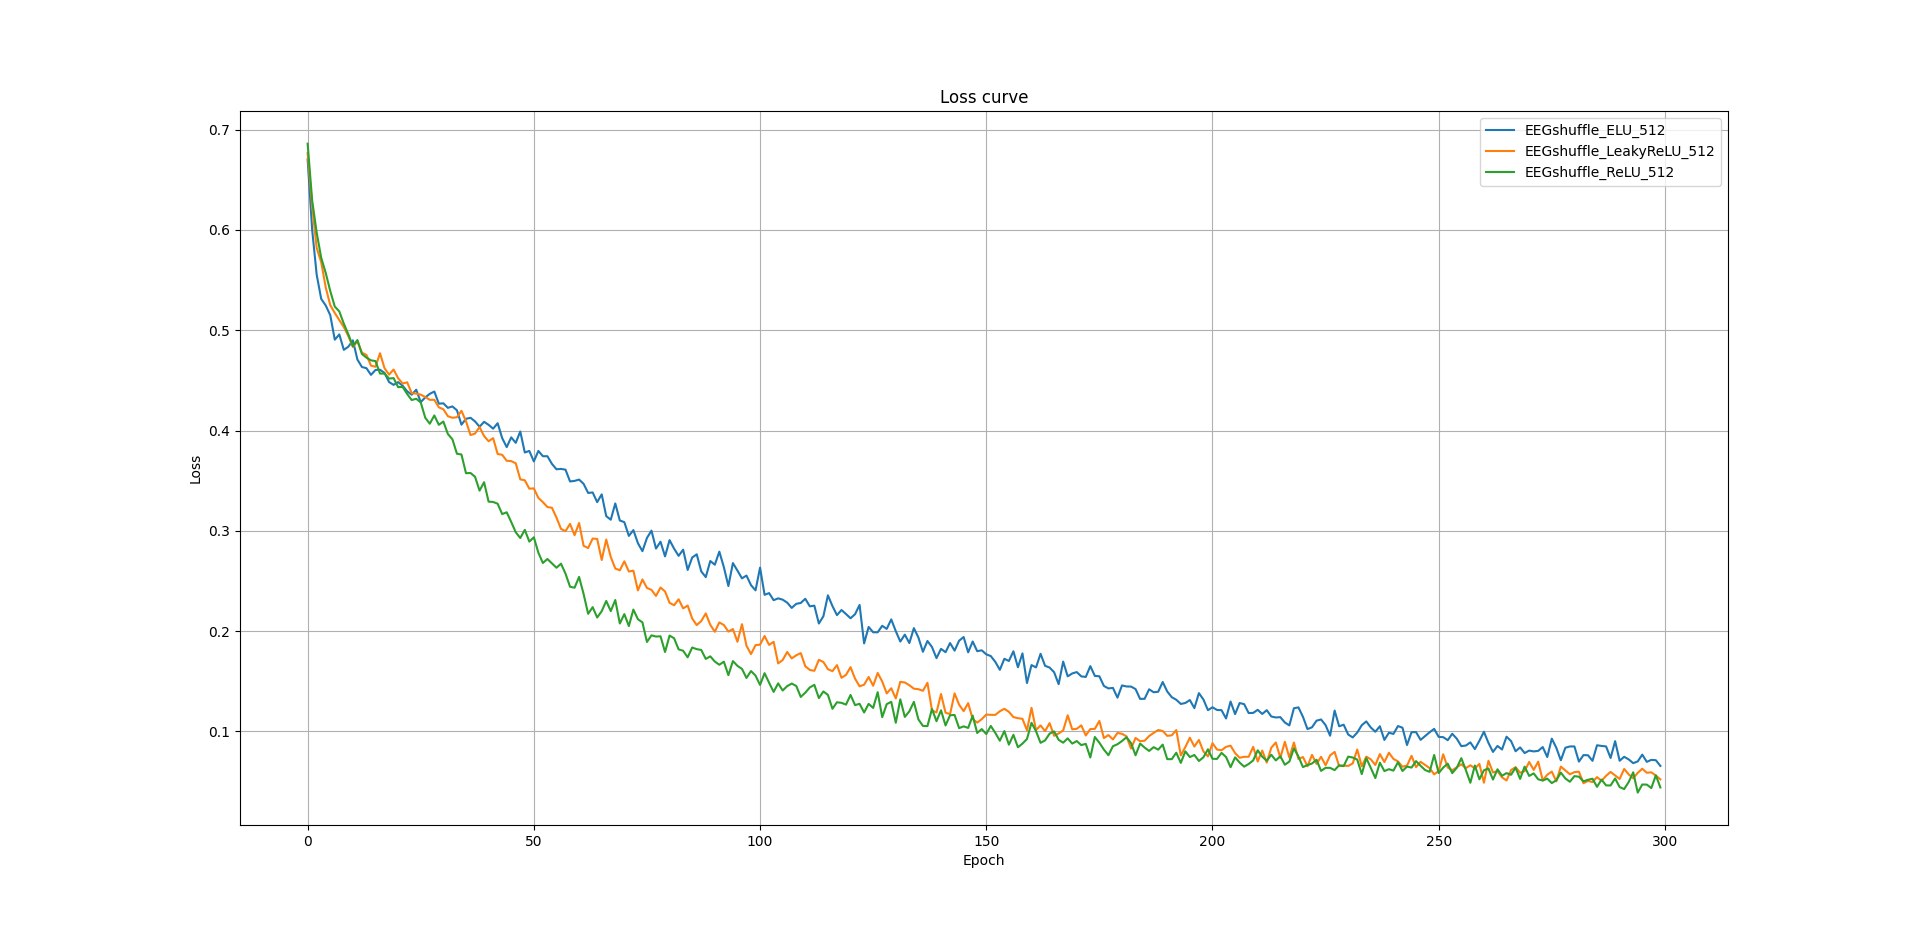 Loss curve
EEGshuffle_ELU_512
EEGshuffle_LeakyReLU_512
EEGshuffle_ReLU_512
0.7
0.6
0.5
0.4
0.3
0.2
0.1
Loss
0 50 100 150 200 250 300
Epoch